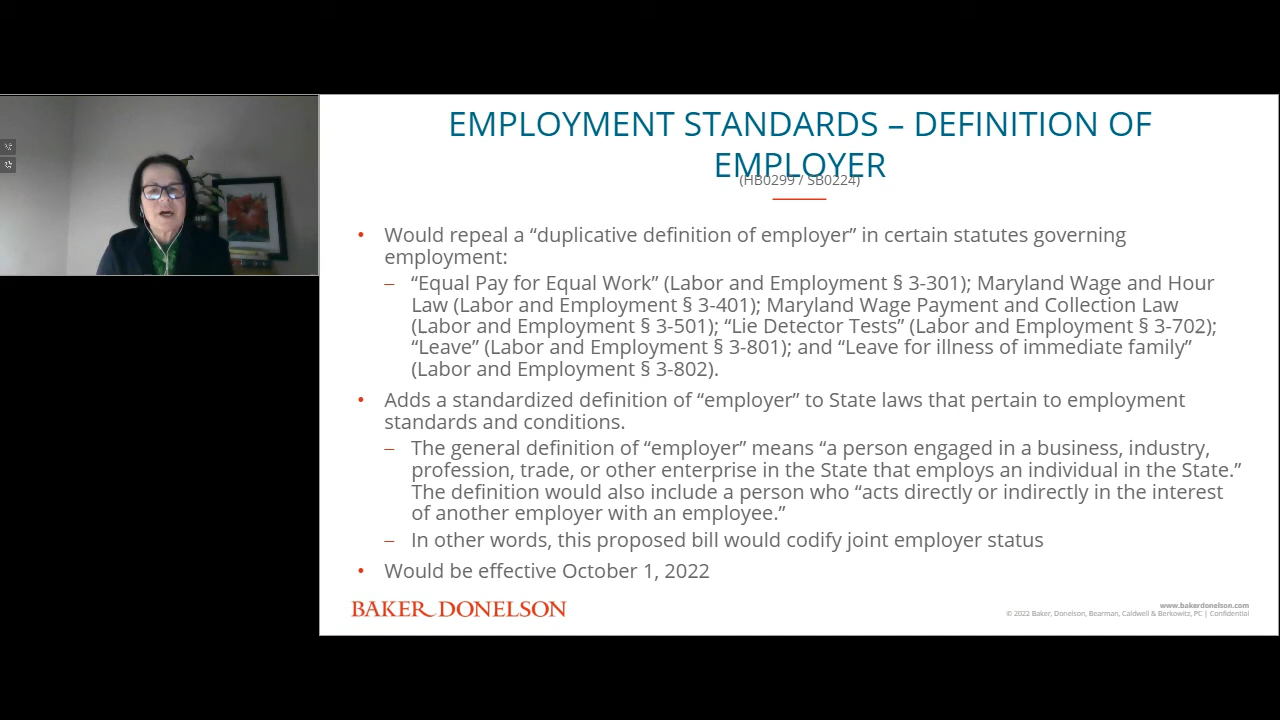 EMPLOYMENT STANDARDS – DEFINITION OF
EMPLOYER
(HB0299 / SB0224)
• Would repeal a “duplicative definition of employer” in certain statutes governing
employment:
– “Equal Pay for Equal Work” (Labor and Employment § 3-301); Maryland Wage and Hour
Law (Labor and Employment § 3-401); Maryland Wage Payment and Collection Law
(Labor and Employment § 3-501); “Lie Detector Tests” (Labor and Employment § 3-702);
“Leave” (Labor and Employment § 3-801); and “Leave for illness of immediate family”
(Labor and Employment § 3-802).
• Adds a standardized definition of “employer” to State laws that pertain to employment
standards and conditions.
– The general definition of “employer” means “a person engaged in a business, industry,
profession, trade, or other enterprise in the State that employs an individual in the State.”
The definition would also include a person who “acts directly or indirectly in the interest
of another employer with an employee.”
– In other words, this proposed bill would codify joint employer status
• Would be effective October 1, 2022
BAKER DONELSON
www.bakerdonelson.com
© 2022 Baker, Donelson, Bearman, Caldwell & Berkowitz, PC | Confidential